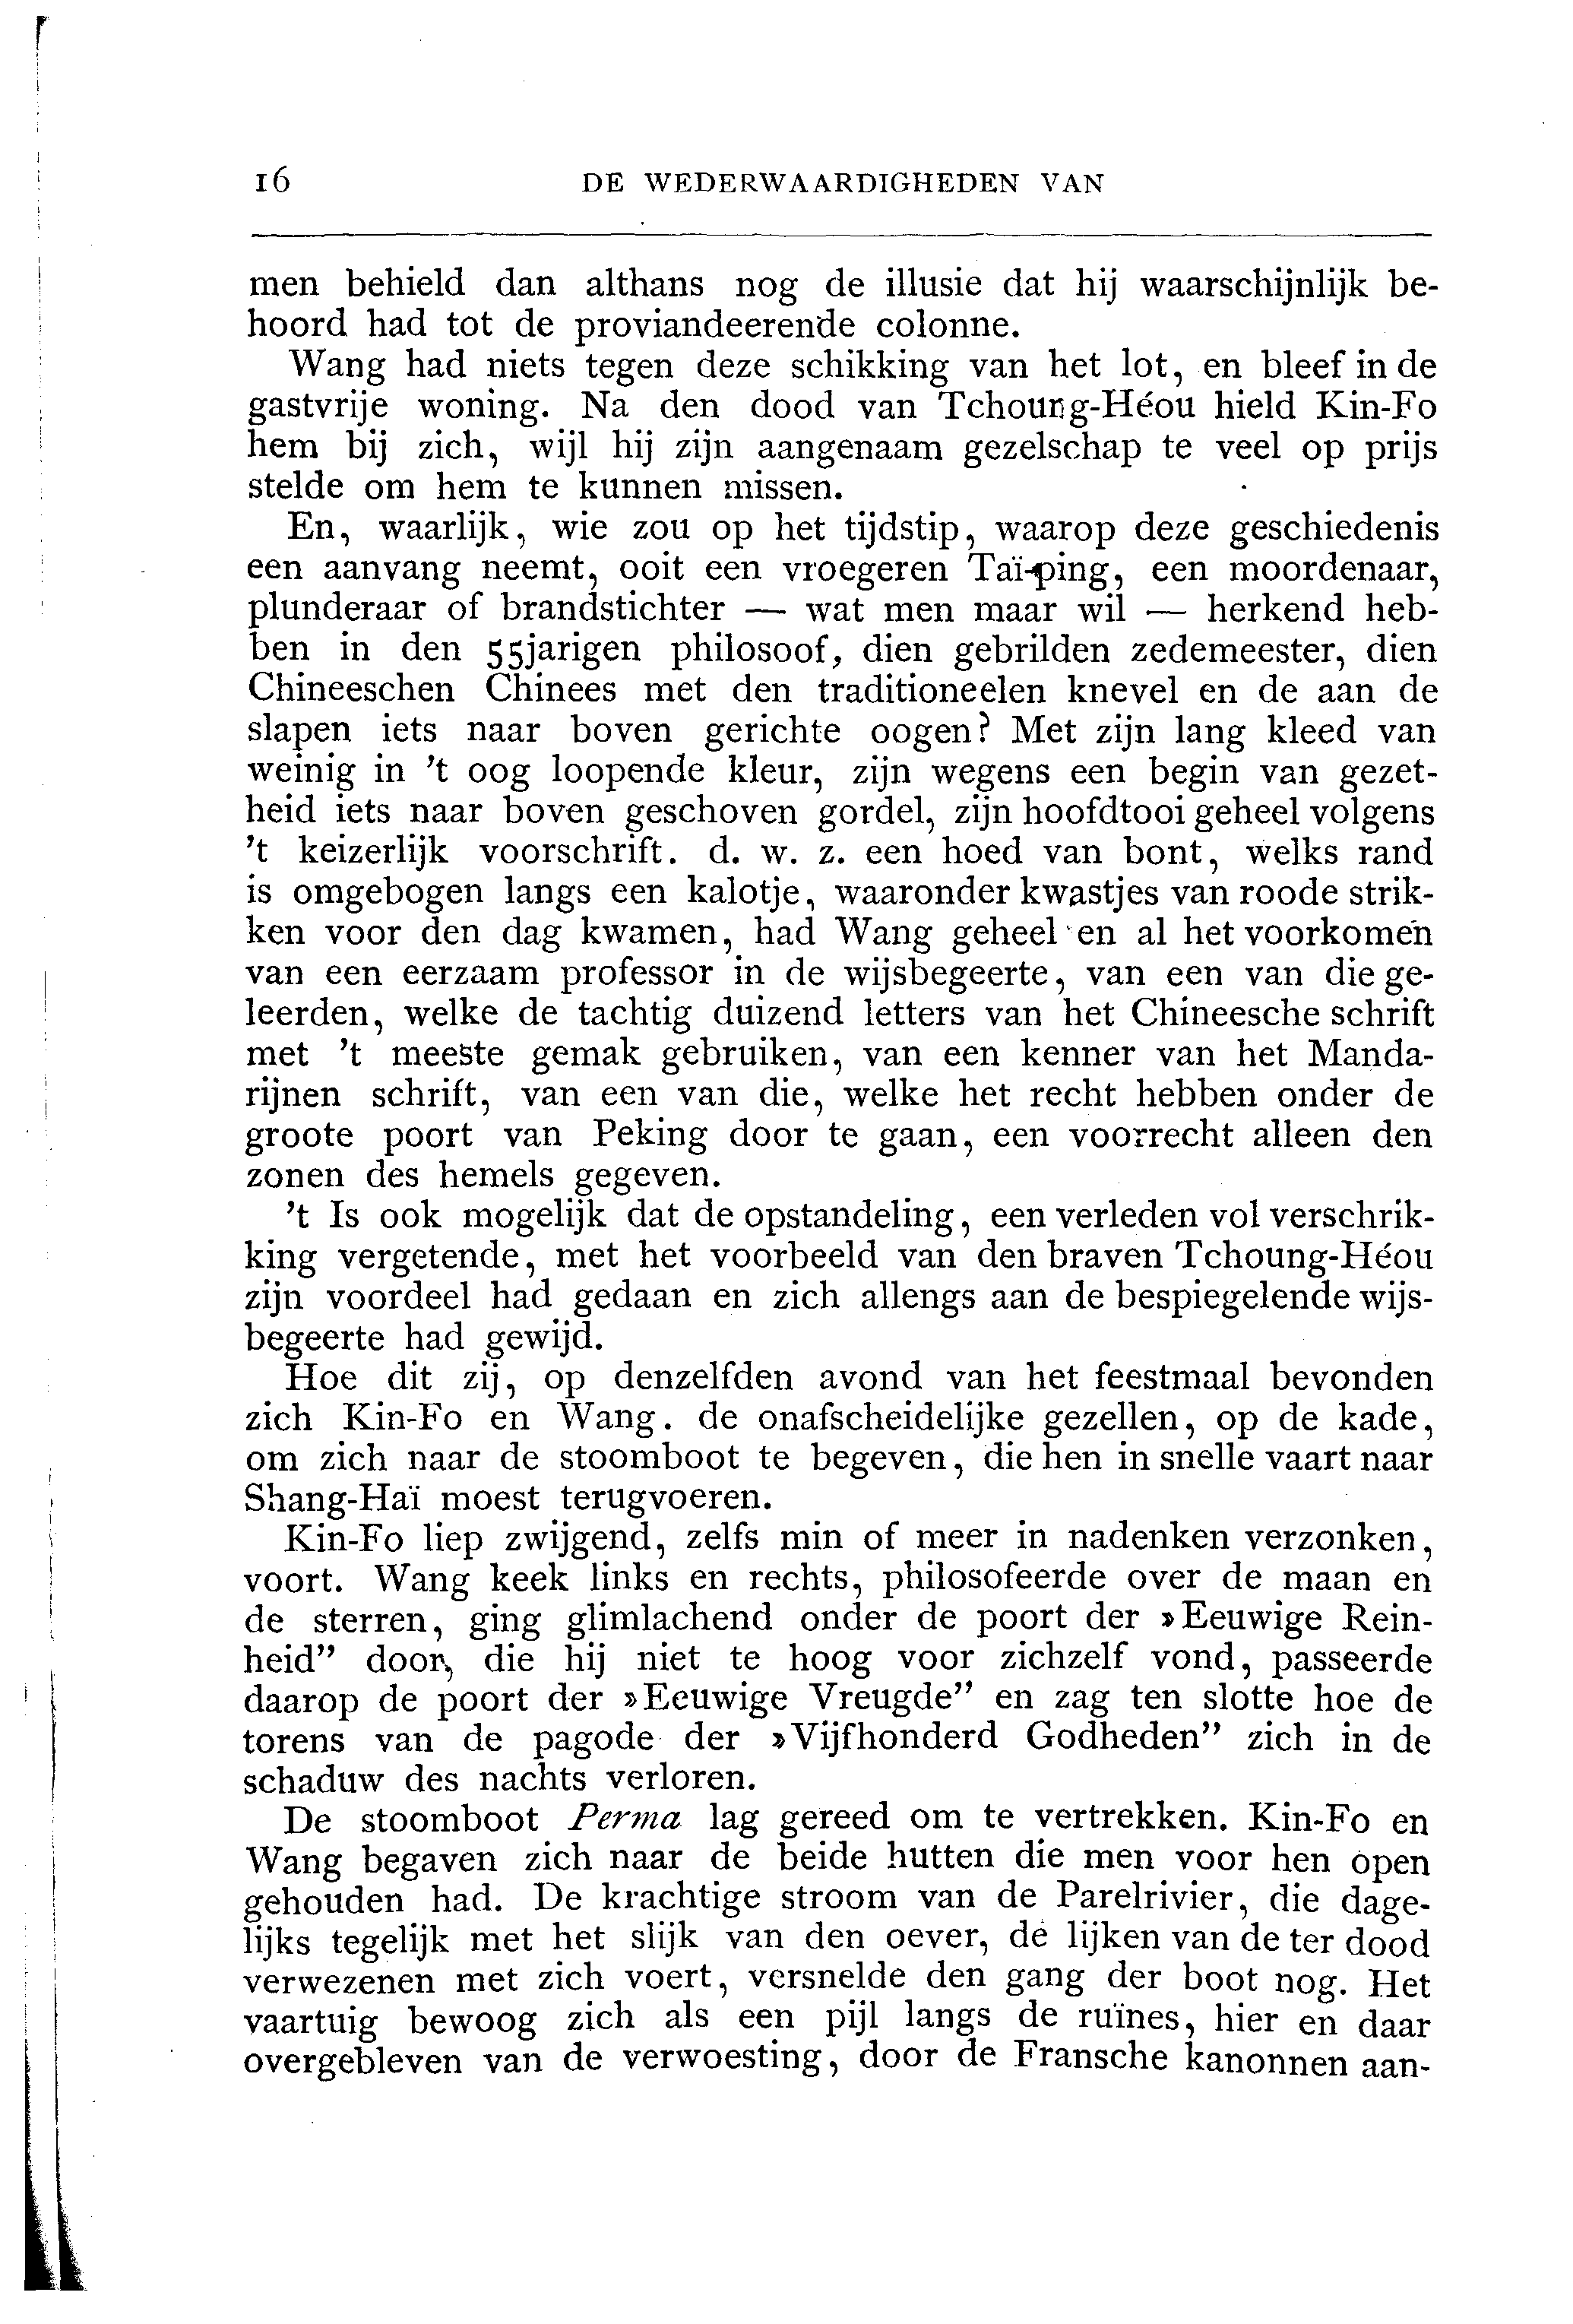 16 DE WEDERWAARDIGHEDEN VAN
men behield dan althans nog de illusie dat hij waarschijnlijk be-
hoord had tot de proviandeerende colonne.
Wang had niets tegen deze schikking van het lot, en bleef in de
gastvrije woning. Na den dood van Tchoung-Héou hield Kin-Fo
hem bij zich, wijl hij zijn aangenaam gezelschap te veel op prijs
stelde om hem te kunnen missen.
En, waarlijk, wie zou op het tijdstip, waarop deze geschiedenis
een aanvang neemt, ooit een vroegeren Taï-ping, een moordenaar,
plunderaar of brandstichter — wat men maar wil — herkend heb-
ben in den 55jarigen philosoof, dien gebrilden zedemeester, dien
Chineeschen Chinees met den traditioneelen knevel en de aan de
slapen iets naar boven gerichte oogen? Met zijn lang kleed van
weinig in 't oog loopende kleur, zijn wegens een begin van gezet-
heid iets naar boven geschoven gordel, zijn hoofdtooi geheel volgens
't keizerlijk voorschrift. d. w. z. een hoed van bont, welks rand
is omgebogen langs een kalotje, waaronder kwastjes van roode strik-
ken voor den dag kwamen, had Wang geheel en al het voorkomen
van een eerzaam professor in de wijsbegeerte, van een van die ge-
leerden, welke de tachtig duizend letters van het Chineesche schrift
met 't meeste gemak gebruiken, van een kenner van het Manda-
rijnen schrift, van een van die, welke het recht hebben onder de
groote poort van Peking door te gaan, een voorrecht alleen den
zonen des hemels gegeven.
't Is ook mogelijk dat de opstandeling, een verleden vol verschrik-
king vergetende, met het voorbeeld van den braven Tchoung-Héou
zijn voordeel had gedaan en zich allengs aan de bespiegelende wijs-
begeerte had gewijd.
Hoe dit zij, op denzelfden avond van het feestmaal bevonden
zich Kin-Fo en Wang. de onafscheidelijke gezellen, op de kade,
om zich naar de stoomboot te begeven, die hen in snelle vaart naar
Shang-Haï moest terugvoeren.
Kin-Fo liep zwijgend, zelfs min of meer in nadenken verzonken,
voort. Wang keek links en rechts, philosofeerde over de maan en
de sterren, ging glimlachend onder de poort der »Eeuwige Rein-
heid” door, die hij niet te hoog voor zichzelf vond, passeerde
daarop de poort der »Eeuwige Vreugde” en zag ten slotte hoe de
torens van de pagode der »Vijfhonderd Godheden” zich in de
schaduw des nachts verloren.
De stoomboot Perma lag gereed om te vertrekken. Kin-Fo en
Wang begaven zich naar de beide hutten die men voor hen open
gehouden had. De krachtige stroom van de Parelrivier, die dage-
lijks tegelijk met het slijk van den oever, de lijken van de ter dood
verwezenen met zich voert, versnelde den gang der boot nog. Het
vaartuig bewoog zich als een pijl langs de ruïnes, hier en daar
overgebleven van de verwoesting, door de Fransche kanonnen aan-